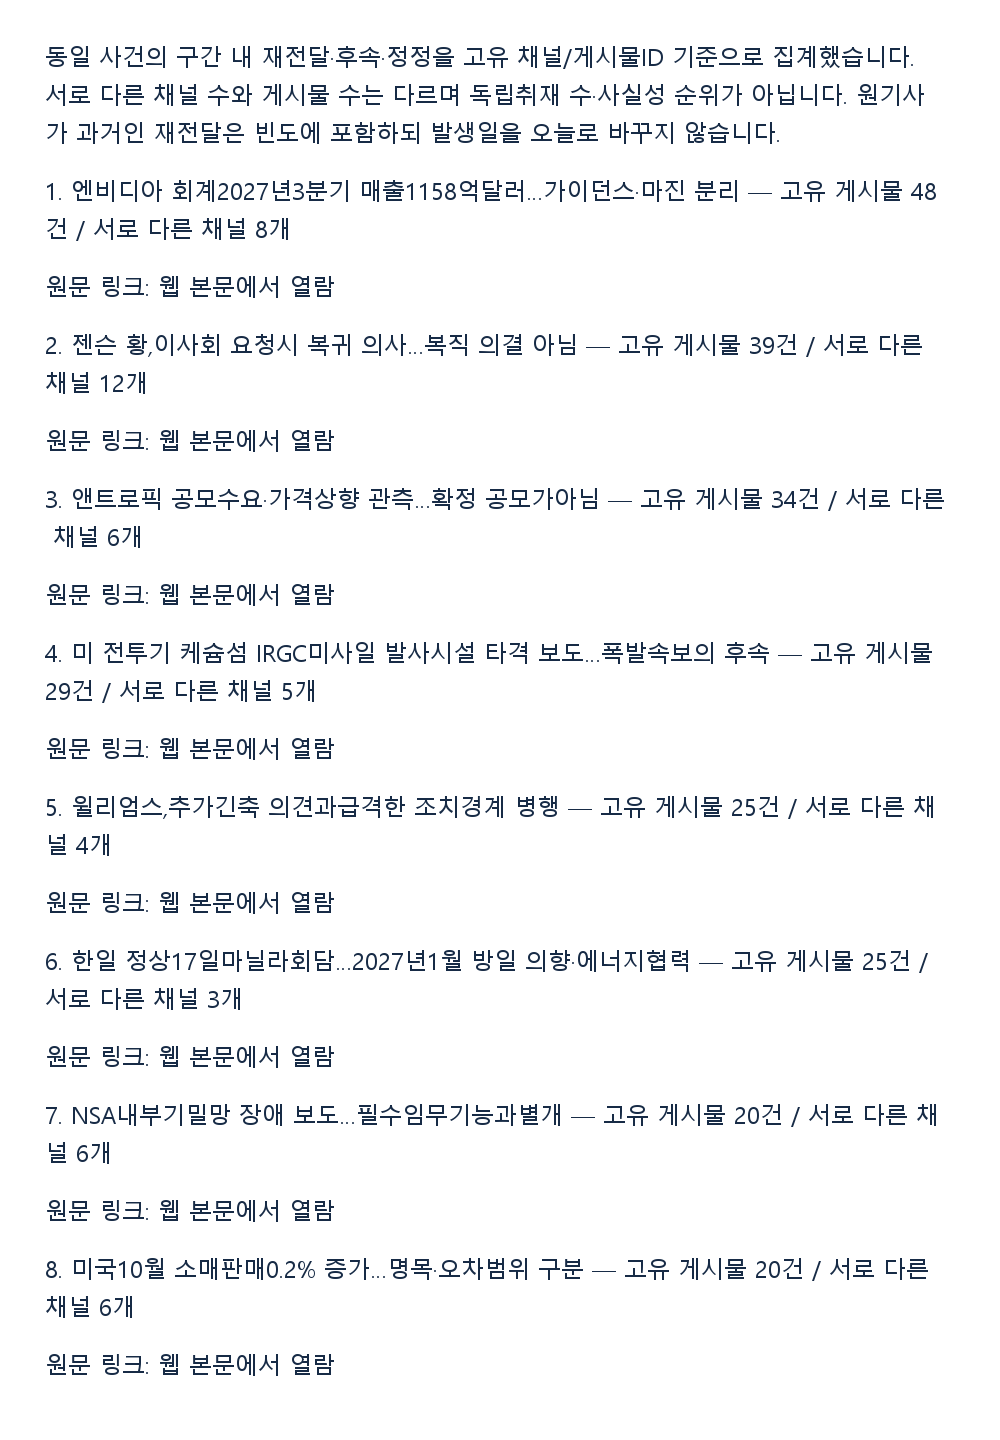 동일 사건의 구간 내 재전달·후속·정정을 고유 채널/게시물ID 기준으로 집계했습니다.
서로 다른 채널 수와 게시물 수는 다르며 독립취재 수·사실성 순위가 아닙니다. 원기사
가 과거인 재전달은 빈도에 포함하되 발생일을 오늘로 바꾸지 않습니다.
1. 엔비디아 회계2027년3분기 매출1158억달러…가이던스·마진 분리 — 고유 게시물 48
건 / 서로 다른 채널 8개
원문 링크: 웹 본문에서 열람
2. 젠슨 황,이사회 요청시 복귀 의사…복직 의결 아님 — 고유 게시물 39건 / 서로 다른
채널 12개
원문 링크: 웹 본문에서 열람
3. 앤트로픽 공모수요·가격상향 관측…확정 공모가아님 — 고유 게시물 34건 / 서로 다른
채널 6개
원문 링크: 웹 본문에서 열람
4. 미 전투기 케슘섬 IRGC미사일 발사시설 타격 보도…폭발속보의 후속 — 고유 게시물
29건 / 서로 다른 채널 5개
원문 링크: 웹 본문에서 열람
5. 윌리엄스,추가긴축 의견과급격한 조치경계 병행 — 고유 게시물 25건 / 서로 다른 채
널 4개
원문 링크: 웹 본문에서 열람
6. 한일 정상17일마닐라회담…2027년1월 방일 의향·에너지협력 — 고유 게시물 25건 /
서로 다른 채널 3개
원문 링크: 웹 본문에서 열람
7. NSA내부기밀망 장애 보도…필수임무기능과별개 — 고유 게시물 20건 / 서로 다른 채
널 6개
원문 링크: 웹 본문에서 열람
8. 미국10월 소매판매0.2% 증가…명목·오차범위 구분 — 고유 게시물 20건 / 서로 다른
채널 6개
원문 링크: 웹 본문에서 열람